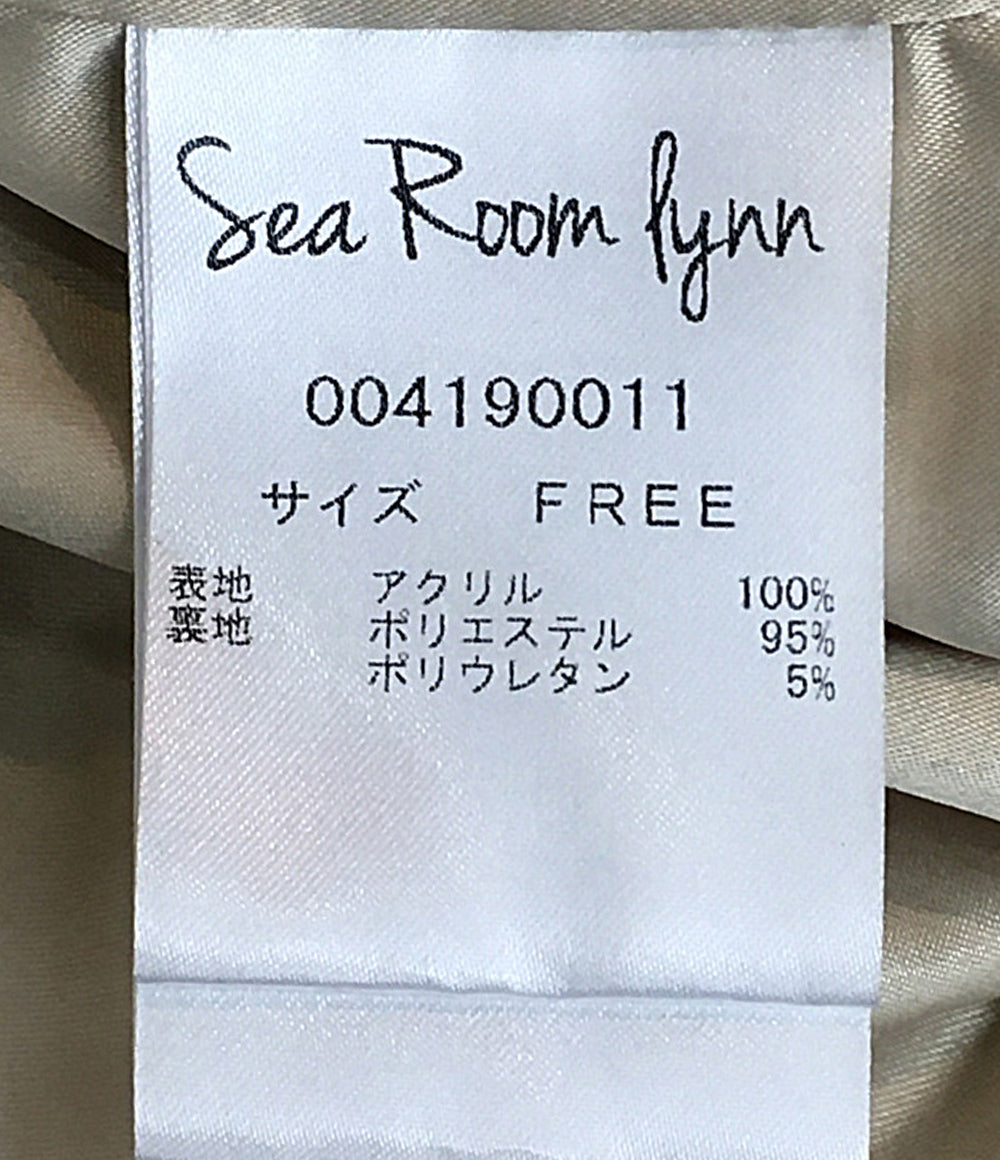 Sea Room lynn
004190011
サイズ FREE
表地 アクリル 100%
裏地 ポリエステル 95%
ポリウレタン 5%